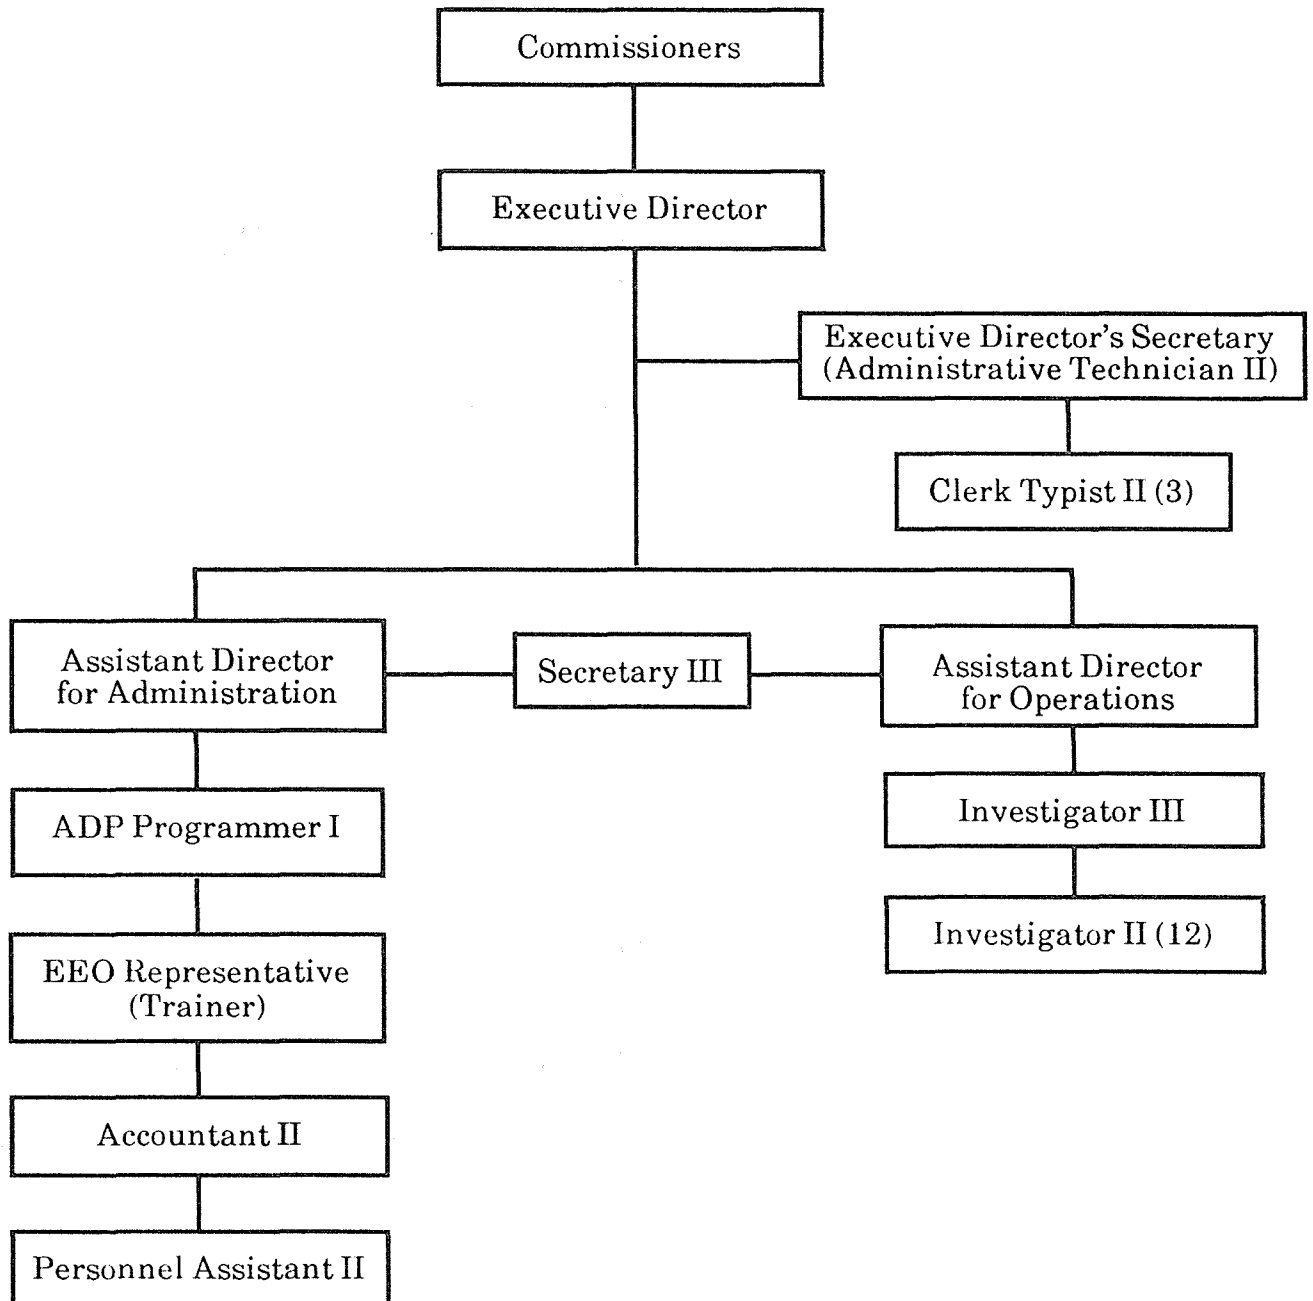 Commissioners
Executive Director
Executive Director's Secretary
(Administrative Technician II)
Clerk Typist II (3)
Assistant Director
for Administration
Secretary III
Assistant Director
for Operations
ADP Programmer I
Investigator III
EEO Representative
(Trainer)
Investigator II (12)
Accountant II
Personnel Assistant II